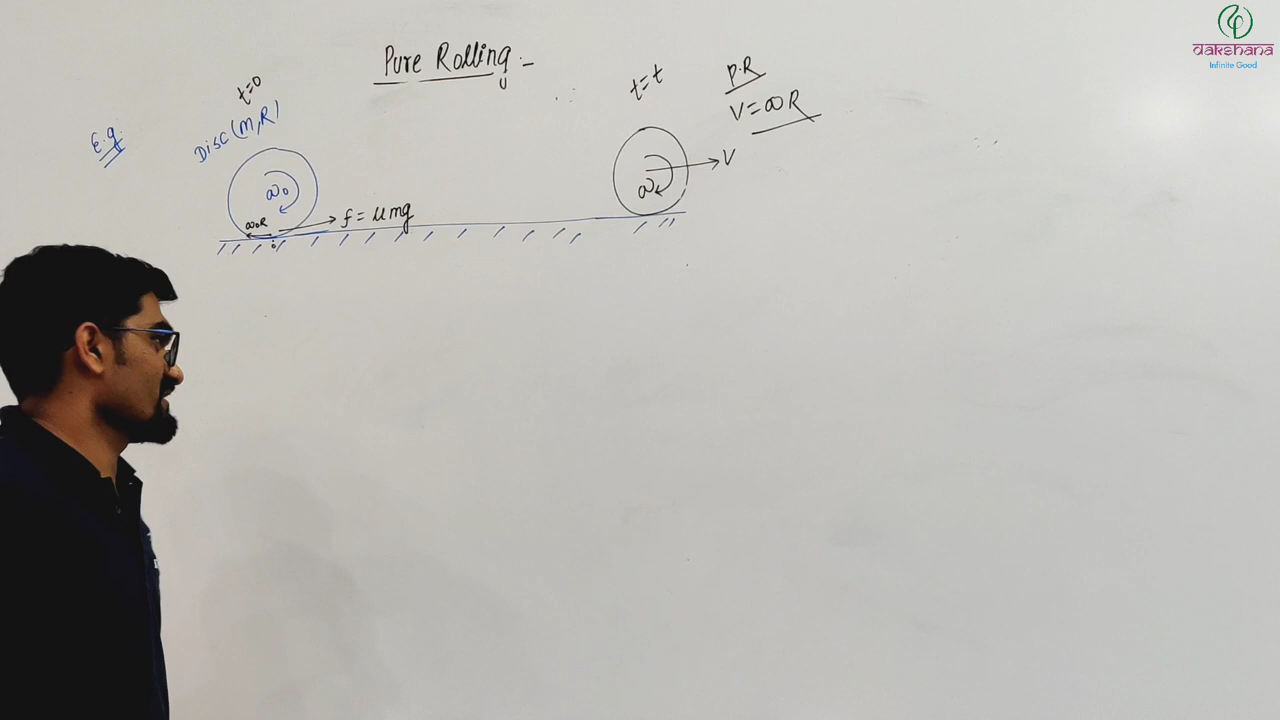 Pure Rolling :-
E.g.
t=0
Disc (M,R)
ω₀
ω₀R
f = μmg
t=t
ω
V
P.R
V = ωR
dakshana
Infinite Good